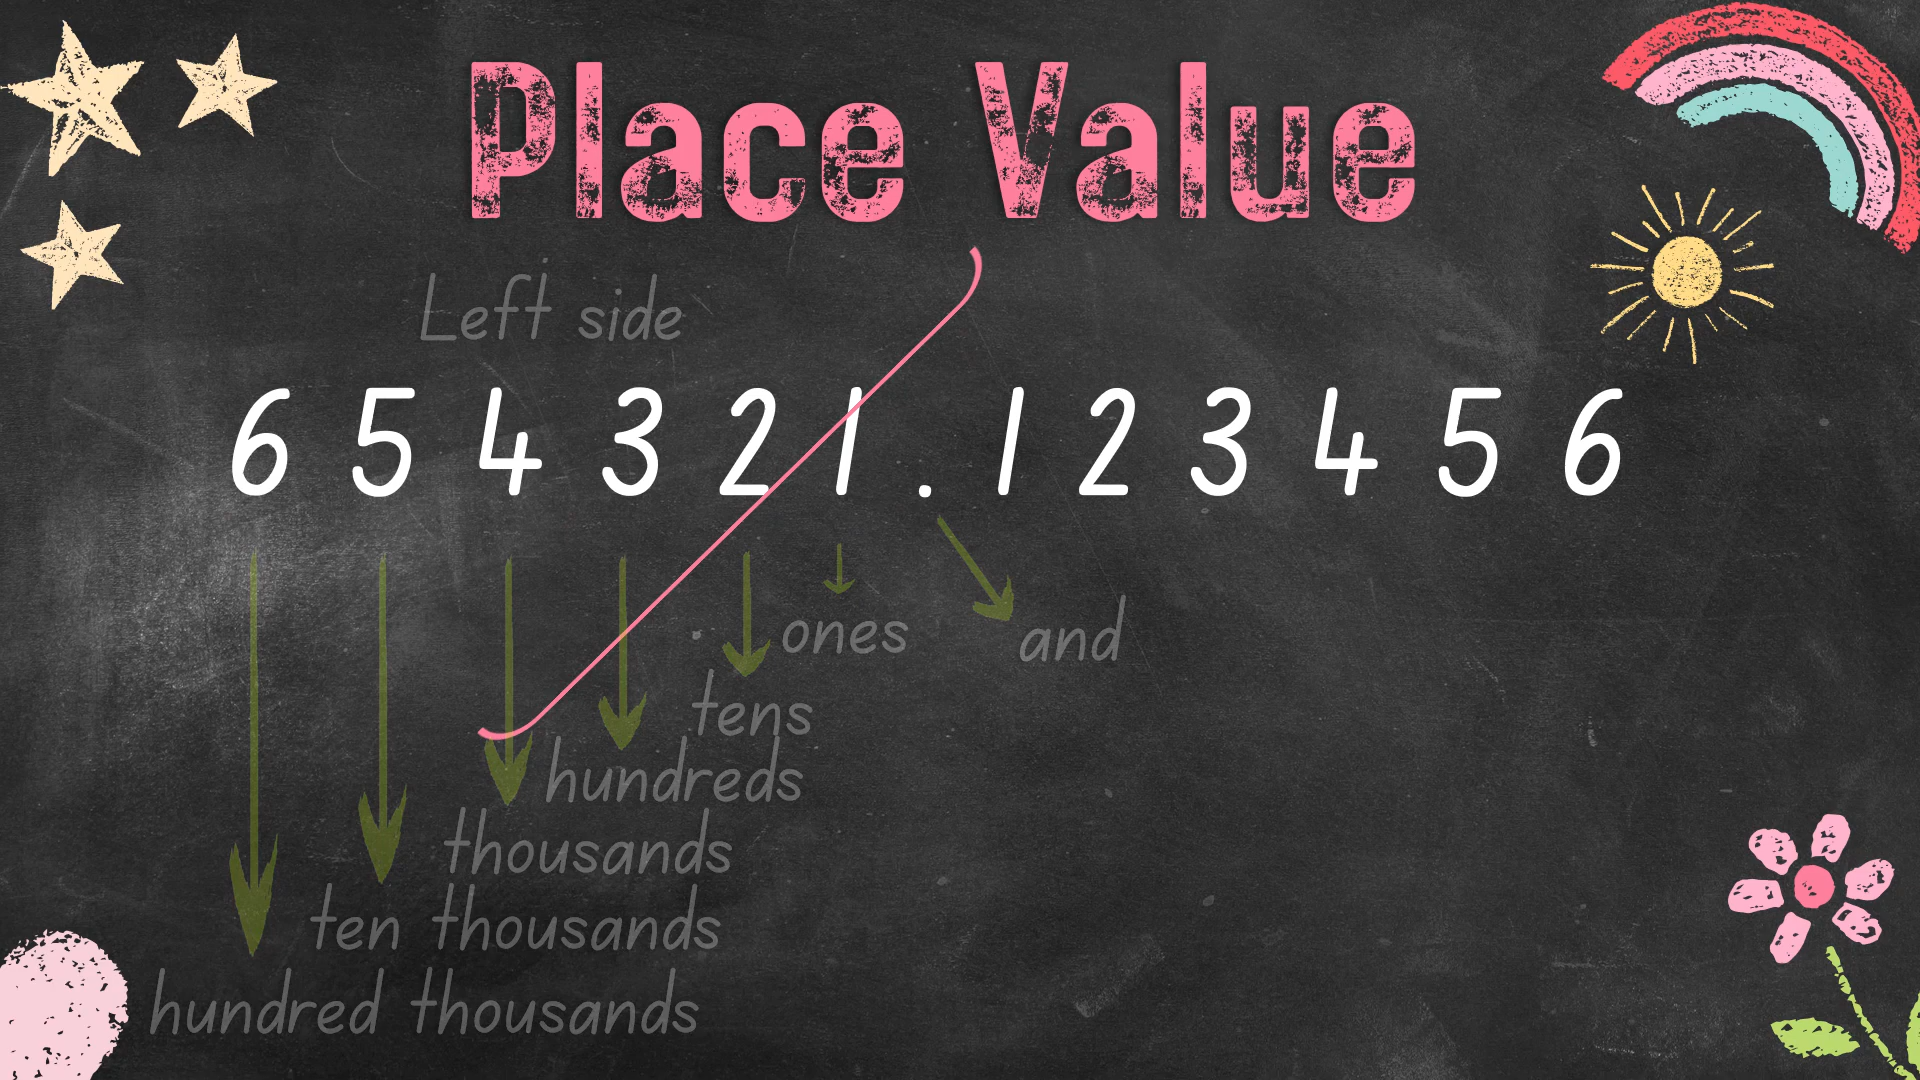 Place Value
Left side
6 5 4 3 2 1 . 1 2 3 4 5 6
ones
and
tens
hundreds
thousands
ten thousands
hundred thousands